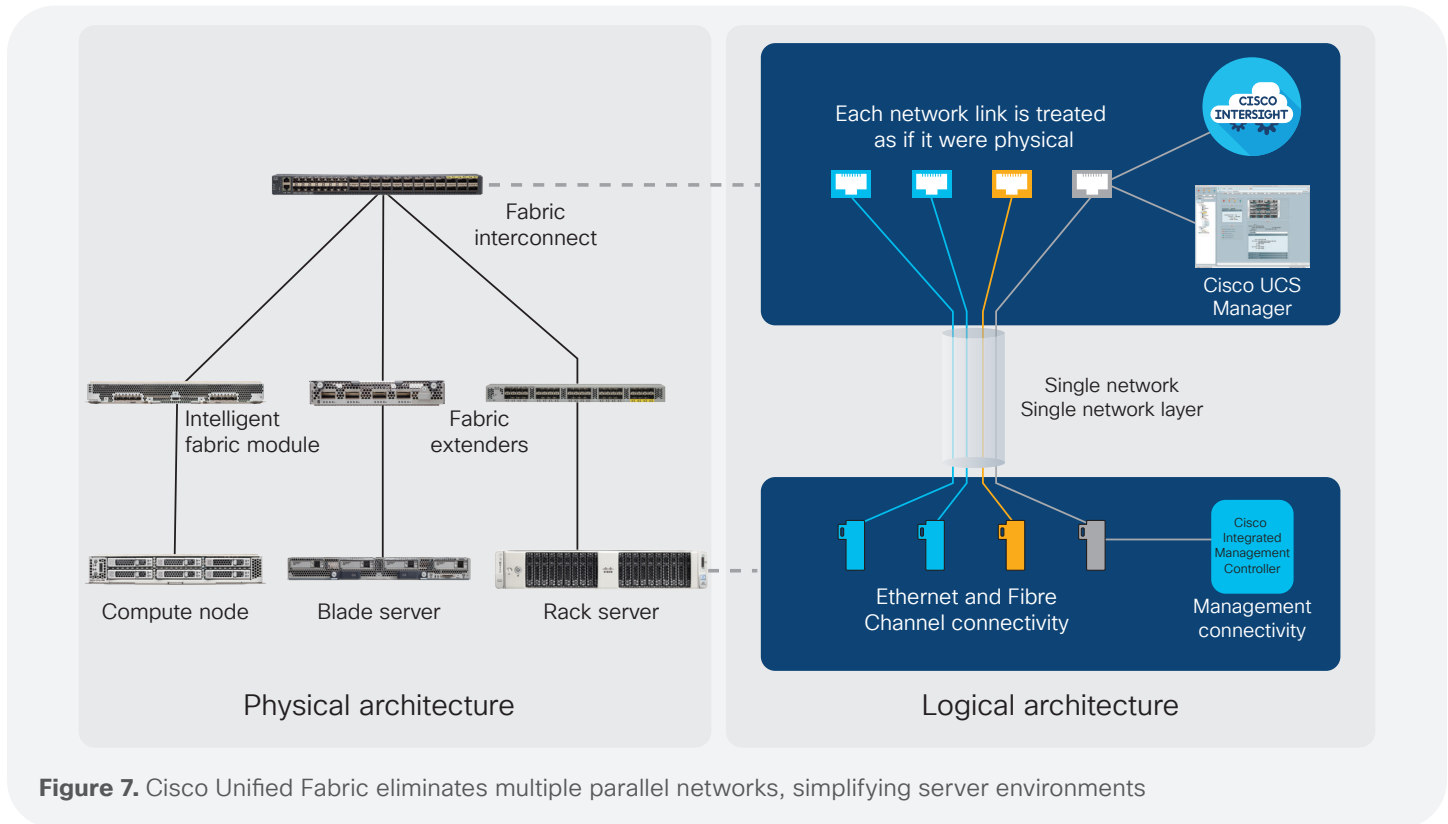 Fabric
interconnect
Intelligent
fabric module
Fabric
extenders
Compute node
Blade server
Rack server
Physical architecture
Each network link is treated
as if it were physical
CISCO
INTERSIGHT
Cisco UCS
Manager
Single network
Single network layer
Ethernet and Fibre
Channel connectivity
Cisco
Integrated
Management
Controller
Management
connectivity
Logical architecture
Figure 7. Cisco Unified Fabric eliminates multiple parallel networks, simplifying server environments